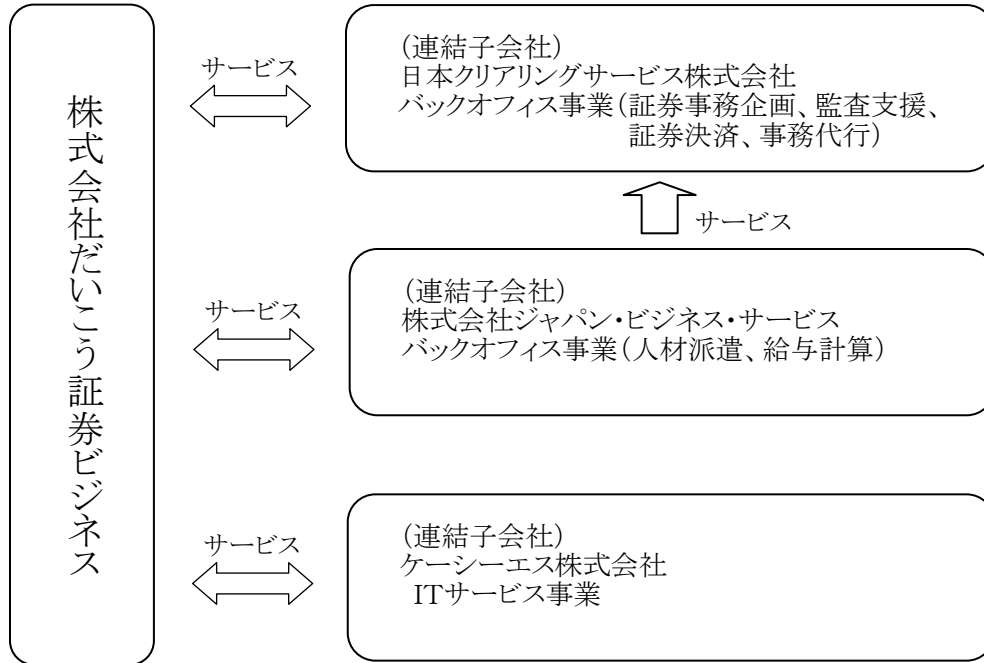 株式会社だいこう証券ビジネス
サービス
(連結子会社)
日本クリアリングサービス株式会社
バックオフィス事業(証券事務企画、監査支援、
証券決済、事務代行)
サービス
サービス
(連結子会社)
株式会社ジャパン・ビジネス・サービス
バックオフィス事業(人材派遣、給与計算)
サービス
(連結子会社)
ケーシーエス株式会社
ITサービス事業